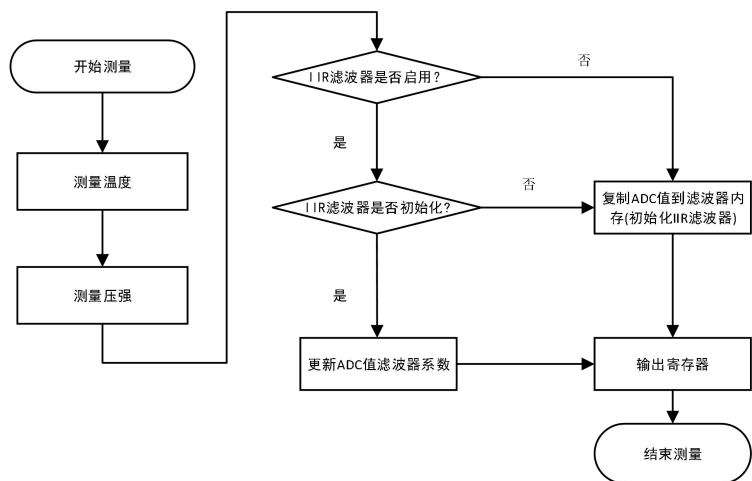 开始测量
测量温度
测量压强
IIR滤波器是否启用?
否
是
IIR滤波器是否初始化?
否
复制ADC值到滤波器内
存(初始化IIR滤波器)
是
更新ADC值滤波器系数
输出寄存器
结束测量